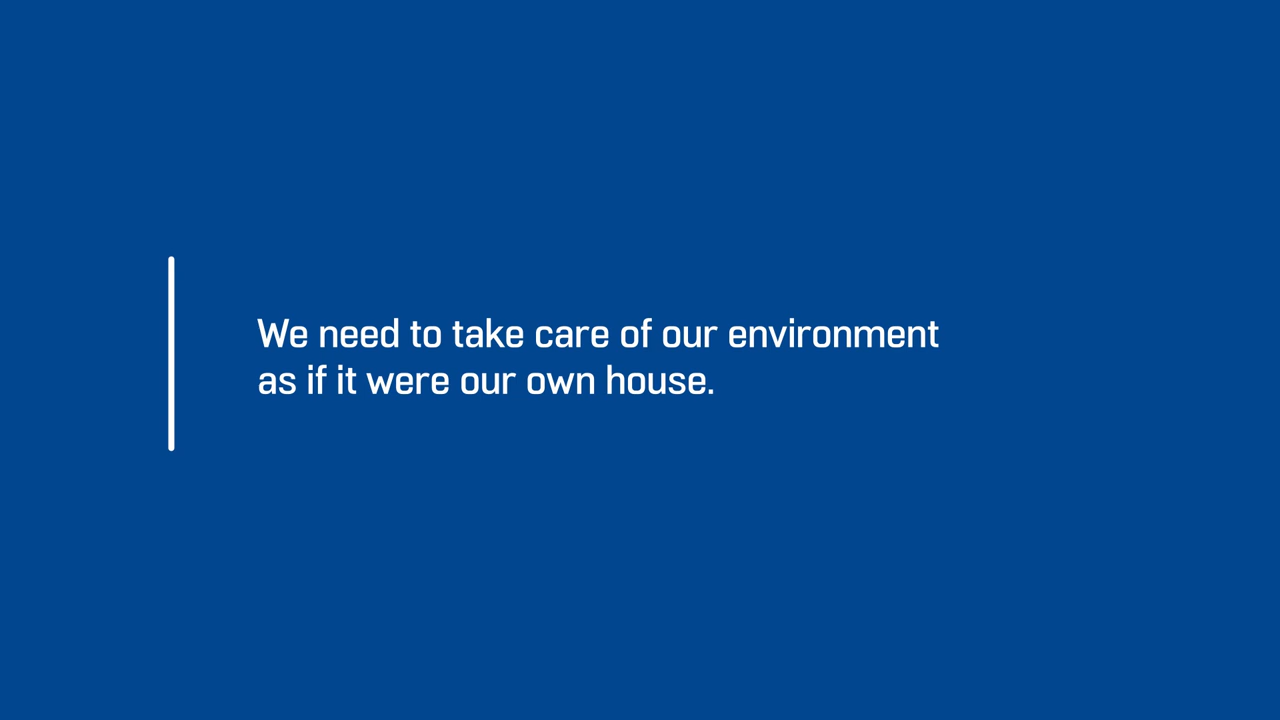 We need to take care of our environment
as if it were our own house.